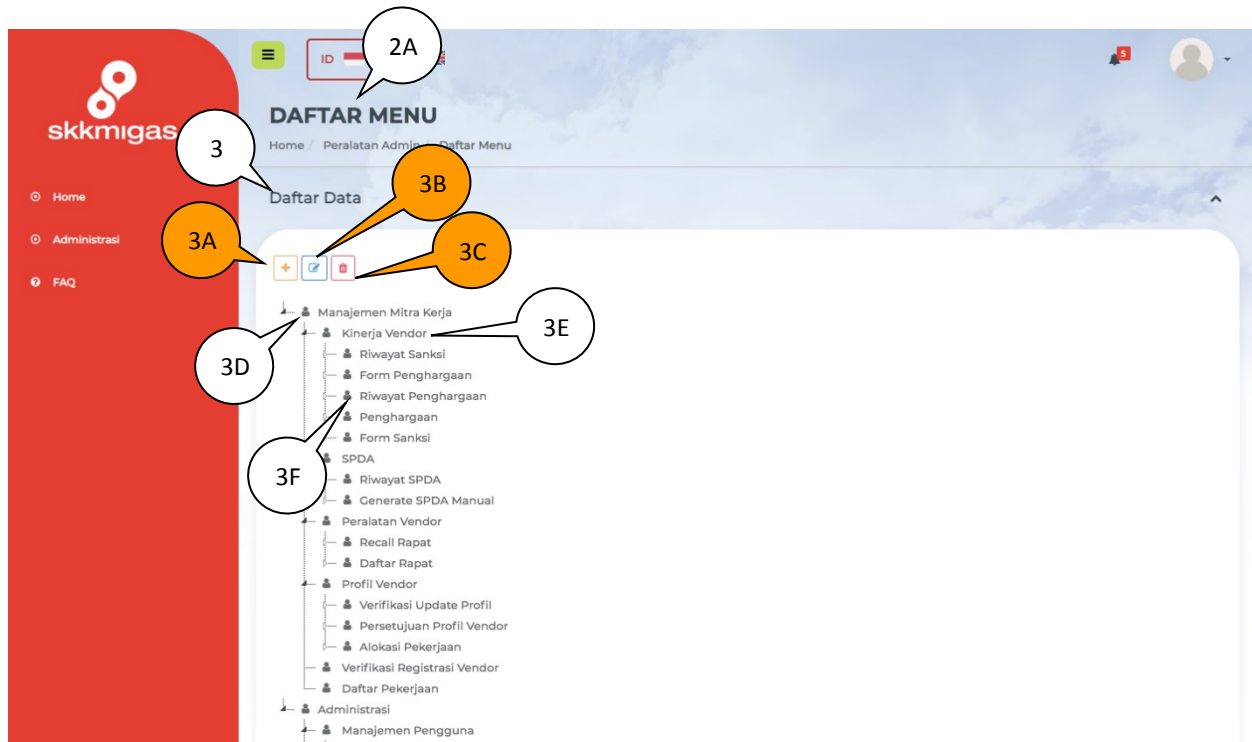 2A
ID
5
skkmigas
DAFTAR MENU
3
Home / Peralatan Admin / Daftar Menu
Home
Daftar Data
3B
Administrasi
3A
3C
FAQ
Manajemen Mitra Kerja
Kinerja Vendor
3E
Riwayat Sanksi
3D
Form Penghargaan
Riwayat Penghargaan
Penghargaan
Form Sanksi
SPDA
3F
Riwayat SPDA
Generate SPDA Manual
Peralatan Vendor
Recall Rapat
Daftar Rapat
Profil Vendor
Verifikasi Update Profil
Persetujuan Profil Vendor
Alokasi Pekerjaan
Verifikasi Registrasi Vendor
Daftar Pekerjaan
Administrasi
Manajemen Pengguna